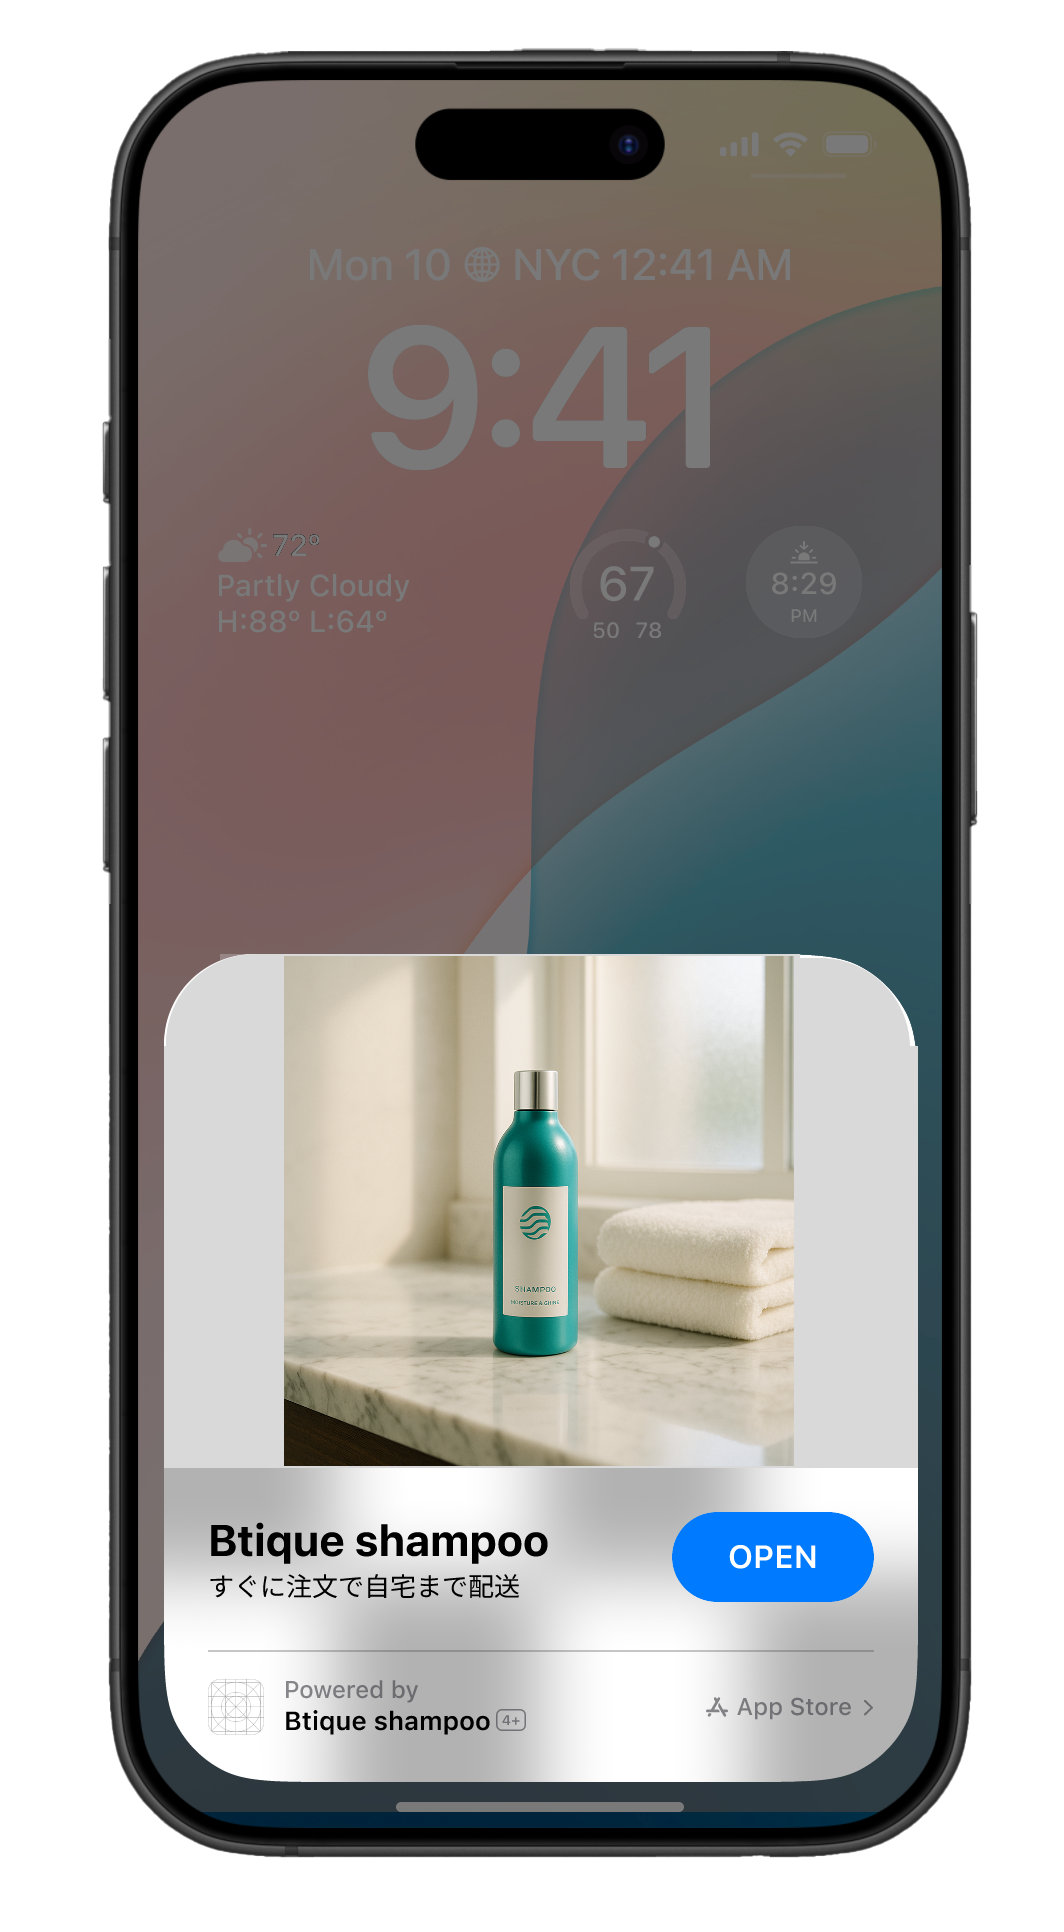 Mon 10 NYC 12:41 AM
9:41
72°
Partly Cloudy
H:88° L:64°
67
50 78
8:29
PM
SHAMPOO
MOISTURE & SHINE
Btique shampoo
すぐに注文で自宅まで配送
OPEN
Powered by
Btique shampoo 4+
App Store